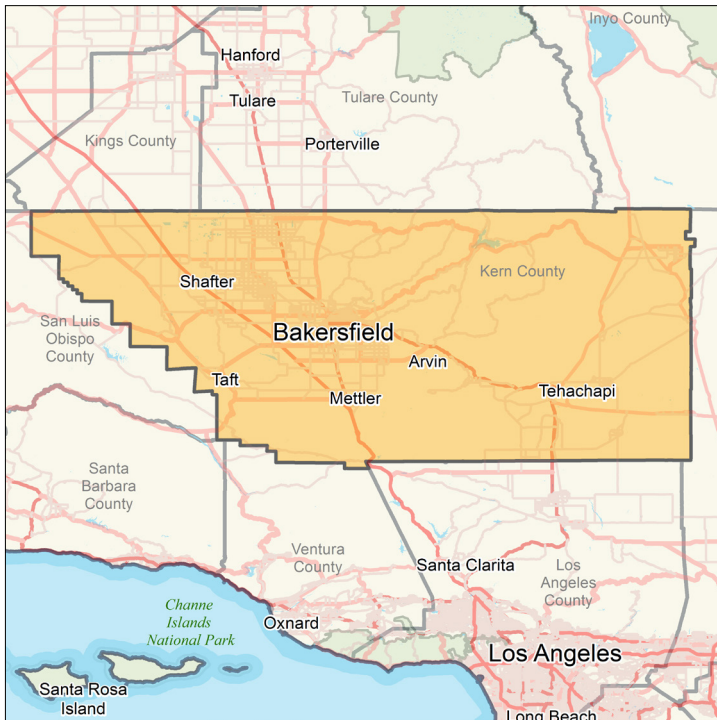 Inyo County
Hanford
Tulare
Tulare County
Kings County
Porterville
Shafter
Kern County
San Luis
Obispo
County
Bakersfield
Arvin
Taft
Mettler
Tehachapi
Santa
Barbara
County
Ventura
County
Santa Clarita
Los
Angeles
County
Channe
Islands
National Park
Oxnard
Los Angeles
Santa Rosa
Island
Long Beach